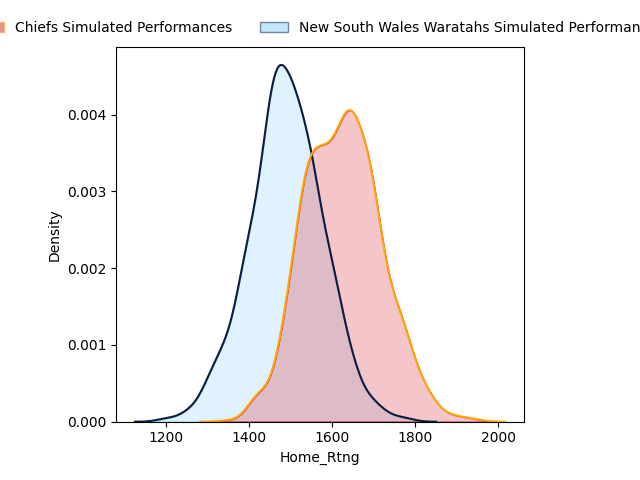 Chiefs Simulated Performances
New South Wales Waratahs Simulated Performan
0.004
0.003
0.002
0.001
0.000
Density
1200 1400 1600 1800 2000
Home_Rtng